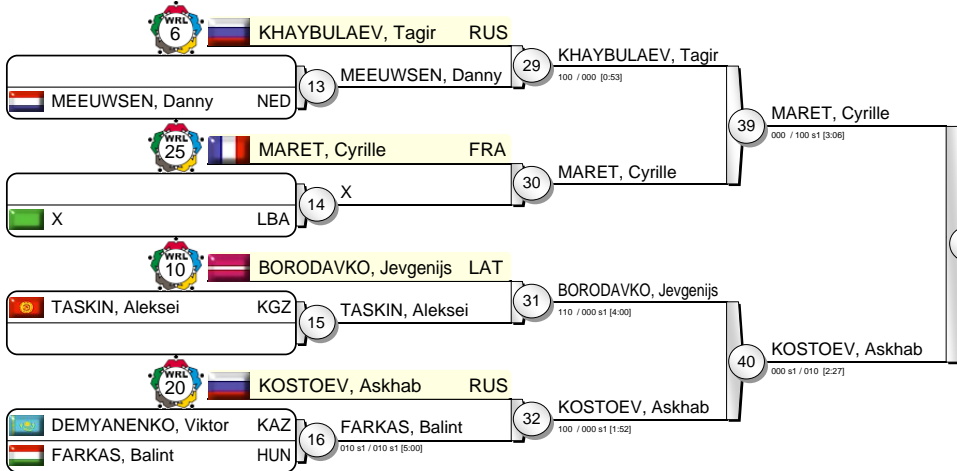 WRL
6
KHAYBULAEV, Tagir RUS
MEEUWSEN, Danny NED
13
MEEUWSEN, Danny
29
KHAYBULAEV, Tagir
100 / 000 [0:53]
WRL
25
MARET, Cyrille FRA
X LBA
14
X
30
MARET, Cyrille
39
MARET, Cyrille
000 / 100 s1 [3:06]
WRL
10
BORODAVKO, Jevgenijs LAT
TASKIN, Aleksei KGZ
15
TASKIN, Aleksei
31
BORODAVKO, Jevgenijs
110 / 000 s1 [4:00]
WRL
20
KOSTOEV, Askhab RUS
DEMYANENKO, Viktor KAZ
FARKAS, Balint HUN
16
FARKAS, Balint
010 s1 / 010 s1 [5:00]
32
KOSTOEV, Askhab
100 / 000 s1 [1:52]
40
KOSTOEV, Askhab
000 s1 / 010 [2:27]